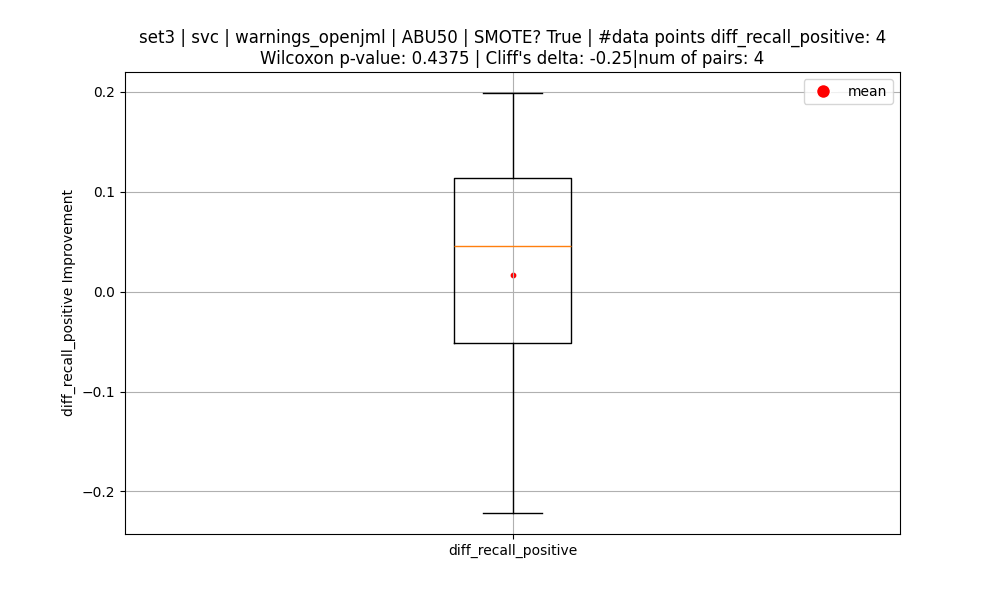 set3 | svc | warnings_openjml | ABU50 | SMOTE? True | #data points diff_recall_positive: 4
Wilcoxon p-value: 0.4375 | Cliff's delta: -0.25|num of pairs: 4
mean
0.2
0.1
0.0
−0.1
−0.2
diff_recall_positive Improvement
diff_recall_positive